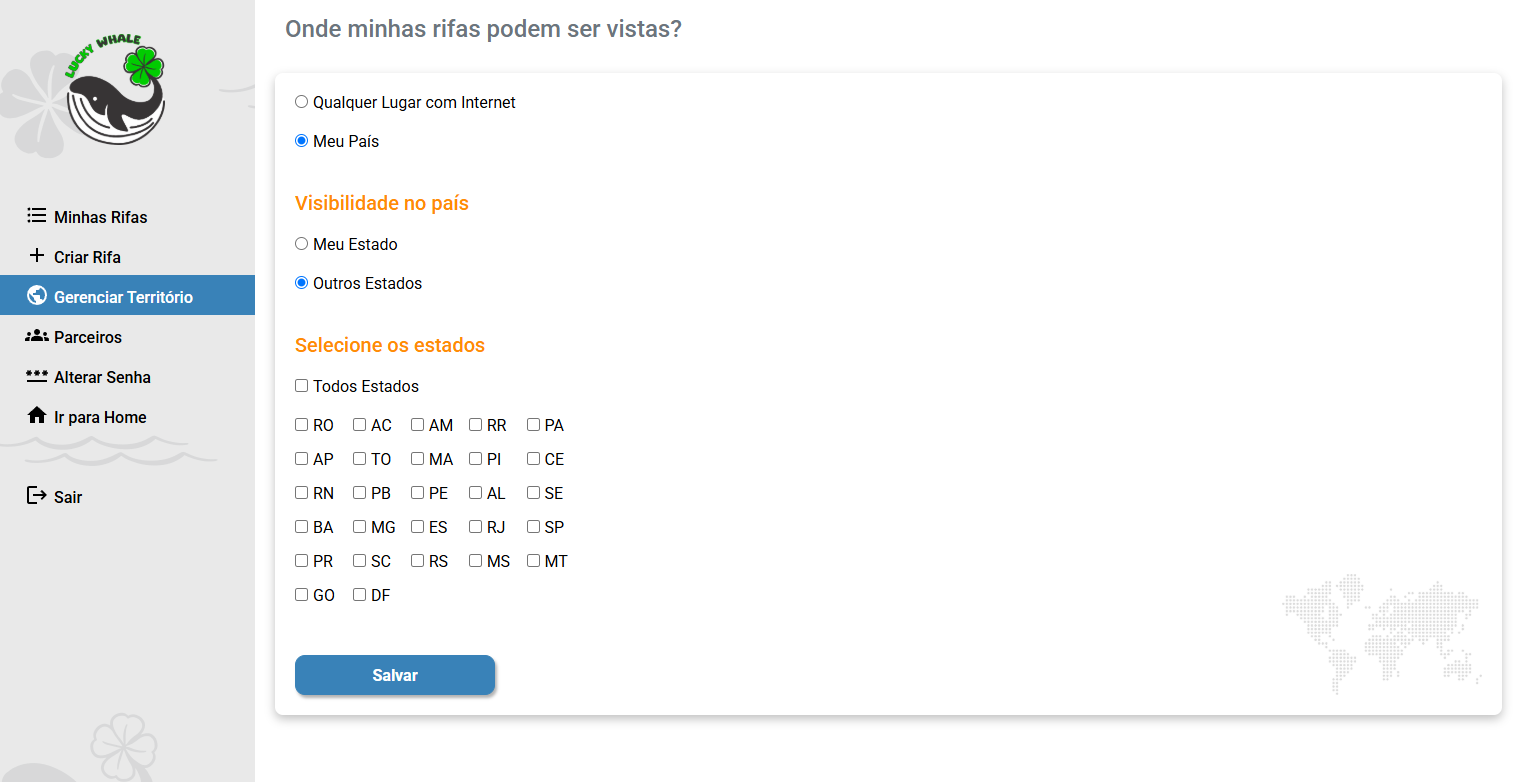 LUCKY WHALE
Minhas Rifas
Criar Rifa
Gerenciar Território
Parceiros
Alterar Senha
Ir para Home
Sair
Onde minhas rifas podem ser vistas?
Qualquer Lugar com Internet
Meu País
Visibilidade no país
Meu Estado
Outros Estados
Selecione os estados
Todos Estados
RO AC AM RR PA
AP TO MA PI CE
RN PB PE AL SE
BA MG ES RJ SP
PR SC RS MS MT
GO DF
Salvar